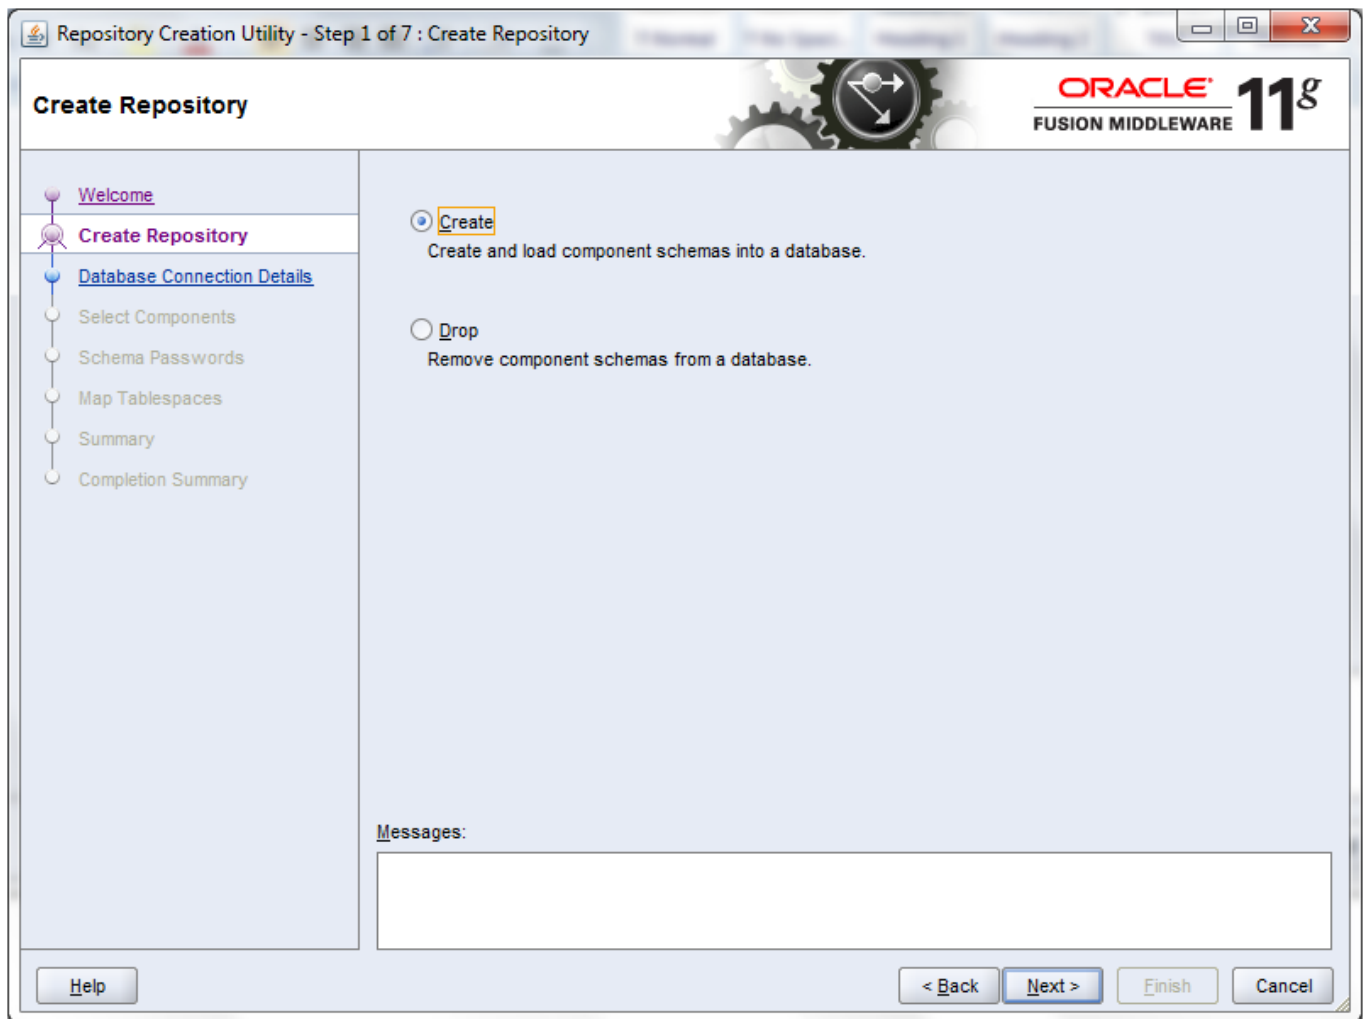 Repository Creation Utility - Step 1 of 7 : Create Repository
Create Repository
ORACLE
FUSION MIDDLEWARE
11g
Welcome
Create Repository
Database Connection Details
Select Components
Schema Passwords
Map Tablespaces
Summary
Completion Summary
Create
Create and load component schemas into a database.
Drop
Remove component schemas from a database.
Messages:
Help
< Back
Next >
Finish
Cancel